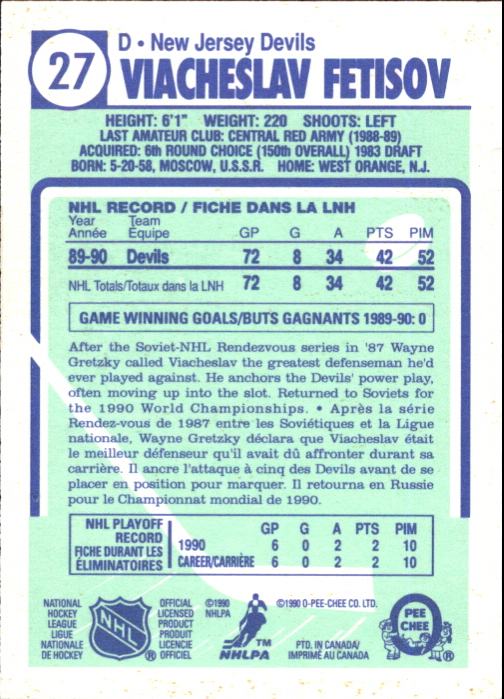 27
D • New Jersey Devils
VIACHESLAV FETISOV
HEIGHT: 6'1" WEIGHT: 220 SHOOTS: LEFT
LAST AMATEUR CLUB: CENTRAL RED ARMY (1988-89)
ACQUIRED: 6th ROUND CHOICE (150th OVERALL) 1983 DRAFT
BORN: 5-20-58, MOSCOW, U.S.S.R. HOME: WEST ORANGE, N.J.
NHL RECORD / FICHE DANS LA LNH
Year Team
Année Équipe GP G A PTS PIM
89-90 Devils 72 8 34 42 52
NHL Totals/Totaux dans la LNH 72 8 34 42 52
GAME WINNING GOALS/BUTS GAGNANTS 1989-90: 0
After the Soviet-NHL Rendezvous series in '87 Wayne
Gretzky called Viacheslav the greatest defenseman he'd
ever played against. He anchors the Devils' power play,
often moving up into the slot. Returned to Soviets for
the 1990 World Championships. • Après la série
Rendez-vous de 1987 entre les Soviétiques et la Ligue
nationale, Wayne Gretzky déclara que Viacheslav était
le meilleur défenseur qu'il avait dû affronter durant sa
carrière. Il ancre l'attaque à cinq des Devils avant de se
placer en position pour marquer. Il retourna en Russie
pour le Championnat mondial de 1990.
NHL PLAYOFF
RECORD
FICHE DURANT LES
ÉLIMINATOIRES
GP G A PTS PIM
1990 6 0 2 2 10
CAREER/CARRIÈRE 6 0 2 2 10
NATIONAL
HOCKEY
LEAGUE
LIGUE
NATIONALE
DE HOCKEY
NHL
®
OFFICIAL
LICENSED
PRODUCT
PRODUIT
LICENCIE
OFFICIEL
©1990
NHLPA
TM
NHLPA
©1990 O-PEE-CHEE CO. LTD.
PTD. IN CANADA/
IMPRIMÉ AU CANADA
O
PEE
CHEE
®